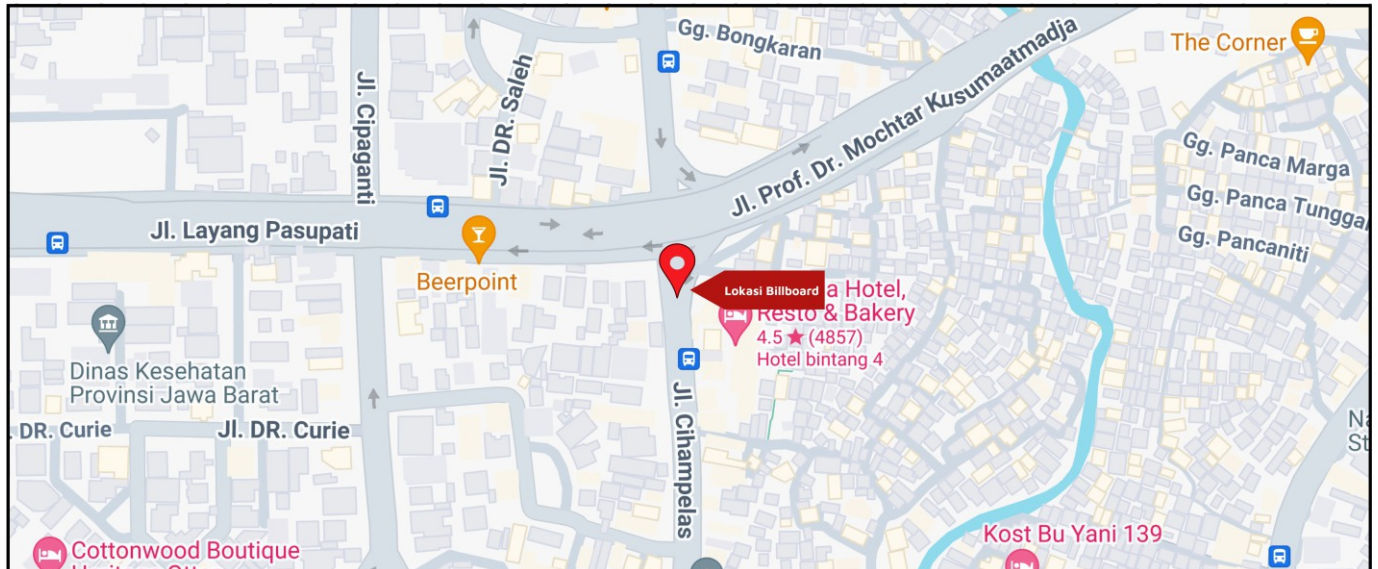 Gg. Bongkaran
The Corner
Jl. Cipaganti
Jl. DR. Saleh
Jl. Prof. Dr. Mochtar Kusumaatmadja
Gg. Panca Marga
Gg. Panca Tunggal
Gg. Pancaniti
Jl. Layang Pasupati
Beerpoint
Lokasi Billboard
a Hotel,
Resto & Bakery
4.5 ★ (4857)
Hotel bintang 4
Dinas Kesehatan
Provinsi Jawa Barat
. DR. Curie
Jl. DR. Curie
Jl. Cihampelas
Na
St
Kost Bu Yani 139
Cottonwood Boutique